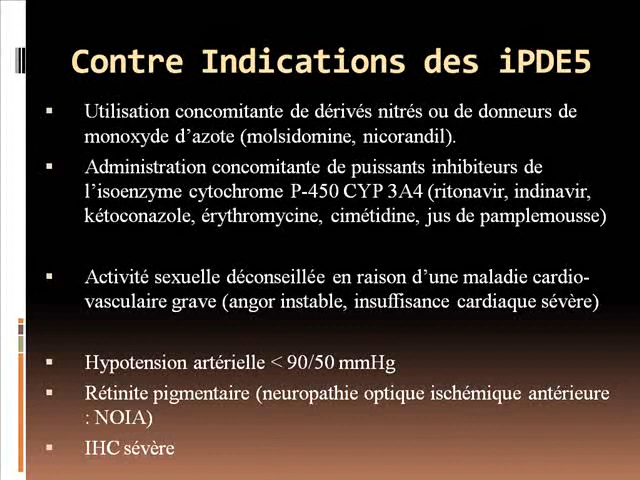 Contre Indications des iPDE5
▪ Utilisation concomitante de dérivés nitrés ou de donneurs de
monoxyde d’azote (molsidomine, nicorandil).
▪ Administration concomitante de puissants inhibiteurs de
l’isoenzyme cytochrome P-450 CYP 3A4 (ritonavir, indinavir,
kétoconazole, érythromycine, cimétidine, jus de pamplemousse)
▪ Activité sexuelle déconseillée en raison d’une maladie cardio-
vasculaire grave (angor instable, insuffisance cardiaque sévère)
▪ Hypotension artérielle < 90/50 mmHg
▪ Rétinite pigmentaire (neuropathie optique ischémique antérieure
: NOIA)
▪ IHC sévère